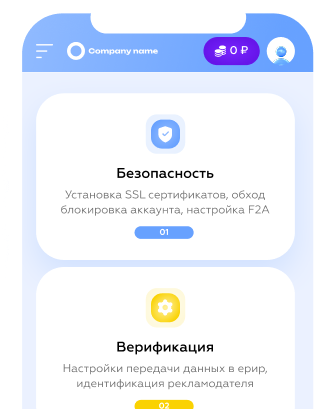 Company name
0 ₽
Безопасность
Установка SSL сертификатов, обход
блокировка аккаунта, настройка F2A
01
Верификация
Настройки передачи данных в ерир,
идентификация рекламодателя
02